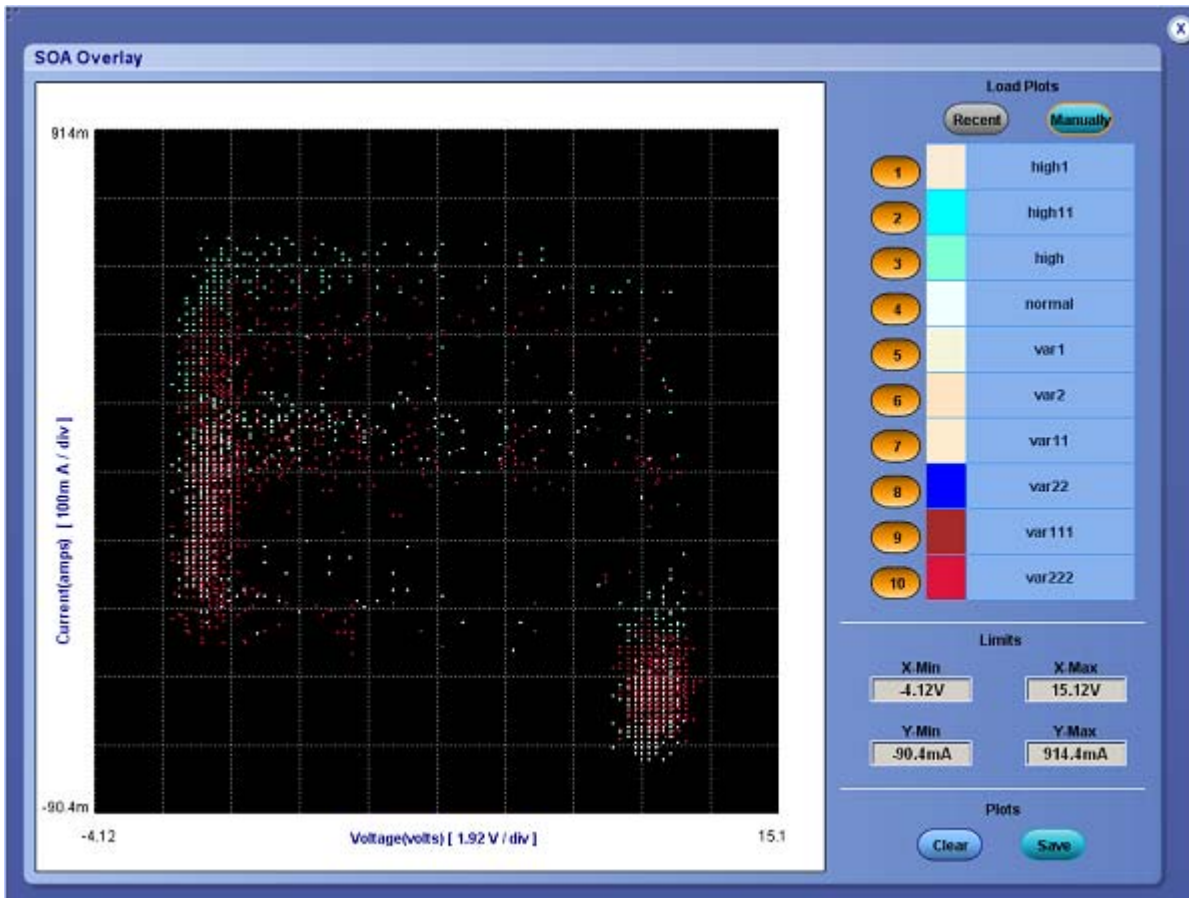 X
SOA Overlay
914m
-90.4m
Current(amps) [ 100m A / div ]
-4.12
Voltage(volts) [ 1.92 V / div ]
15.1
Load Plots
Recent
Manually
1 high1
2 high11
3 high
4 normal
5 var1
6 var2
7 var11
8 var22
9 var111
10 var222
Limits
X-Min
X-Max
-4.12V
15.12V
Y-Min
Y-Max
-90.4mA
914.4mA
Plots
Clear
Save